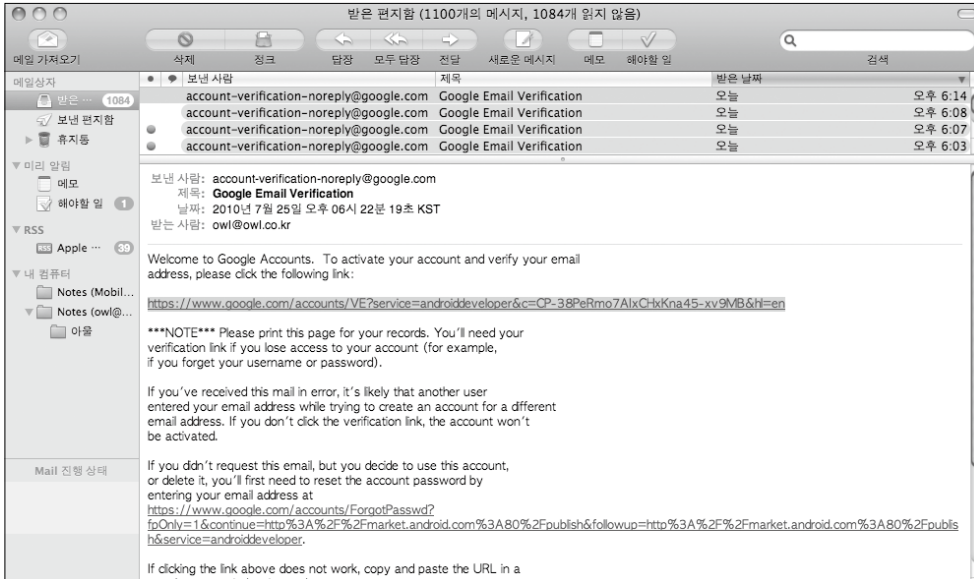 받은 편지함 (1100개의 메시지, 1084개 읽지 않음)
메일 가져오기 삭제 정크 답장 모두 답장 전달 새로운 메시지 메모 해야할 일 검색
메일상자
받은 ··· 1084
보낸 편지함
휴지통
미리 알림
메모
해야할 일 1
RSS
RSS Apple ··· 39
내 컴퓨터
Notes (Mobil...
Notes (owl@...
아울
Mail 진행 상태
보낸 사람 제목 받은 날짜
account-verification-noreply@google.com Google Email Verification 오늘 오후 6:14
account-verification-noreply@google.com Google Email Verification 오늘 오후 6:08
account-verification-noreply@google.com Google Email Verification 오늘 오후 6:07
account-verification-noreply@google.com Google Email Verification 오늘 오후 6:03
보낸 사람: account-verification-noreply@google.com
제목: Google Email Verification
날짜: 2010년 7월 25일 오후 06시 22분 19초 KST
받는 사람: owl@owl.co.kr
Welcome to Google Accounts. To activate your account and verify your email
address, please click the following link:
https://www.google.com/accounts/VE?service=androiddeveloper&c=CP-38PeRmo7AIxCHxKna45-xv9MB&hl=en
***NOTE*** Please print this page for your records. You'll need your
verification link if you lose access to your account (for example,
if you forget your username or password).
If you've received this mail in error, it's likely that another user
entered your email address while trying to create an account for a different
email address. If you don't click the verification link, the account won't
be activated.
If you didn't request this email, but you decide to use this account,
or delete it, you'll first need to reset the account password by
entering your email address at
https://www.google.com/accounts/ForgotPasswd?
fpOnly=1&continue=http%3A%2F%2Fmarket.android.com%3A80%2Fpublish&followup=http%3A%2F%2Fmarket.android.com%3A80%2Fpublis
h&service=androiddeveloper.
If clicking the link above does not work, copy and paste the URL in a